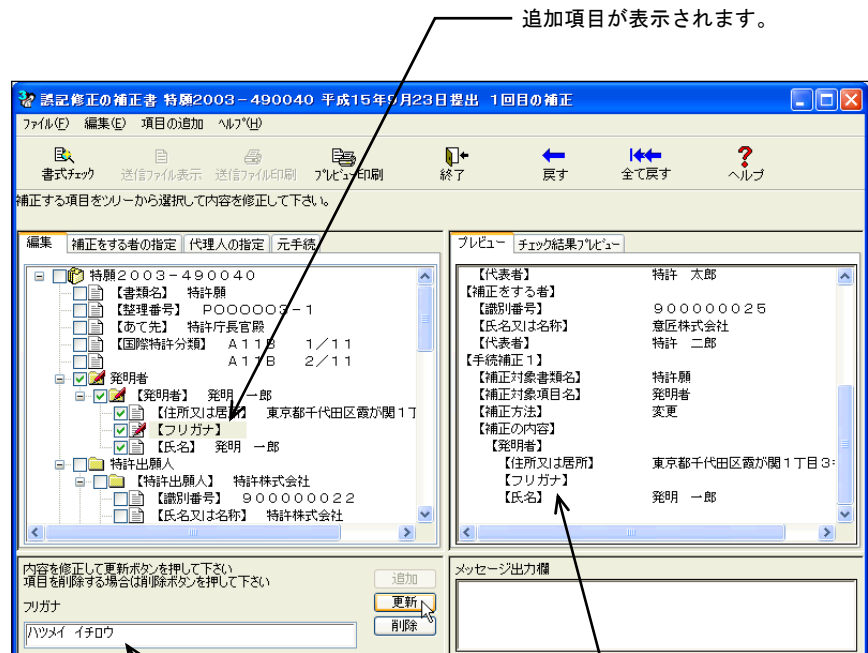 追加項目が表示されます。
誤記修正の補正書 特願2003-490040 平成15年9月23日提出 1回目の補正
ファイル(F) 編集(E) 項目の追加 ヘルプ(H)
書式チェック 送信ファイル表示 送信ファイル印刷 プレビュー印刷 終了 戻す 全て戻す ヘルプ
補正する項目をツリーから選択して内容を修正して下さい。
編集 補正をする者の指定 代理人の指定 元手続
特願2003-490040
【書類名】 特許願
【整理番号】 P000003-1
【あて先】 特許庁長官殿
【国際特許分類】 A11B 1/11
A11B 2/11
発明者
【発明者】 発明 一郎
【住所又は居所】 東京都千代田区霞が関1丁
【フリガナ】
【氏名】 発明 一郎
特許出願人
【特許出願人】 特許株式会社
【識別番号】 900000022
【氏名又は名称】 特許株式会社
プレビュー チェック結果プレビュー
【代表者】 特許 太郎
【補正をする者】
【識別番号】 900000025
【氏名又は名称】 意匠株式会社
【代表者】 特許 二郎
【手続補正1】
【補正対象書類名】 特許願
【補正対象項目名】 発明者
【補正方法】 変更
【補正の内容】
【発明者】
【住所又は居所】 東京都千代田区霞が関1丁目3
【フリガナ】
【氏名】 発明 一郎
内容を修正して更新ボタンを押して下さい
項目を削除する場合は削除ボタンを押して下さい
追加
フリガナ
更新
削除
ハツメイ イチロウ
メッセージ出力欄